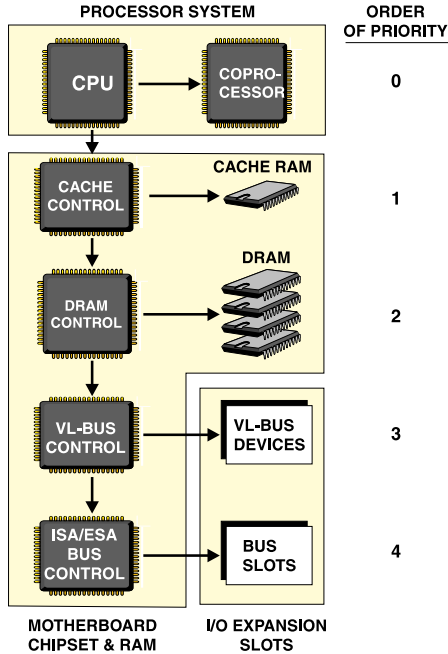 PROCESSOR SYSTEM
ORDER
OF PRIORITY
CPU
COPRO-
CESSOR
0
CACHE
CONTROL
CACHE RAM
1
DRAM
CONTROL
DRAM
2
VL-BUS
CONTROL
VL-BUS
DEVICES
3
ISA/ESA
BUS
CONTROL
BUS
SLOTS
4
MOTHERBOARD
CHIPSET & RAM
I/O EXPANSION
SLOTS